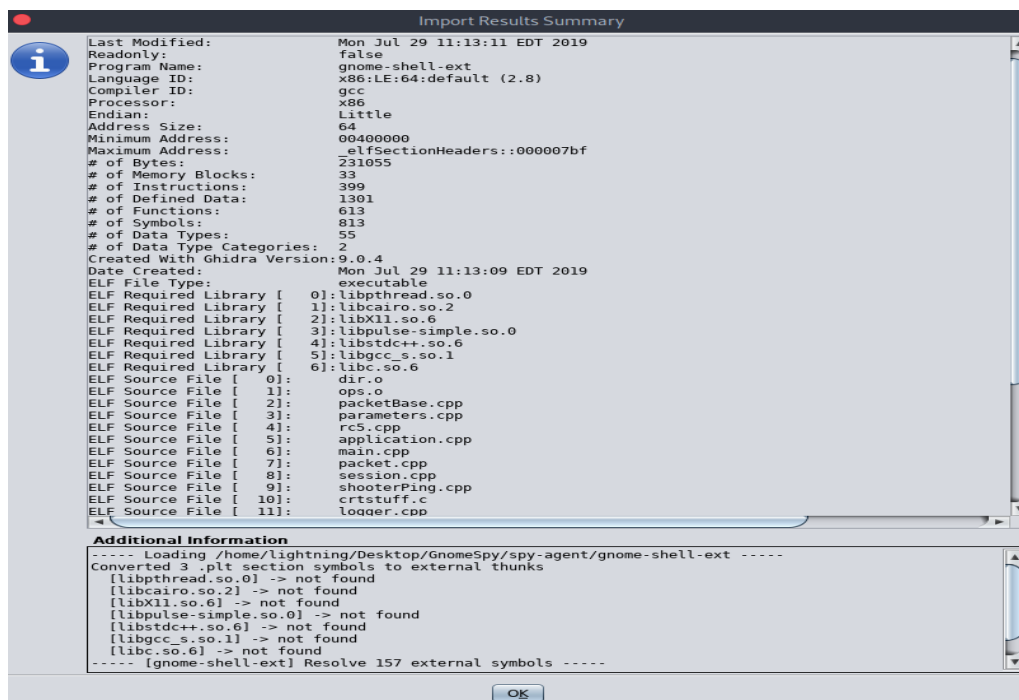 Import Results Summary
Last Modified: Mon Jul 29 11:13:11 EDT 2019
Readonly: false
Program Name: gnome-shell-ext
Language ID: x86:LE:64:default (2.8)
Compiler ID: gcc
Processor: x86
Endian: Little
Address Size: 64
Minimum Address: 00400000
Maximum Address: _elfSectionHeaders::000007bf
# of Bytes: 231055
# of Memory Blocks: 33
# of Instructions: 399
# of Defined Data: 1301
# of Functions: 613
# of Symbols: 813
# of Data Types: 55
# of Data Type Categories: 2
Created With Ghidra Version:9.0.4
Date Created: Mon Jul 29 11:13:09 EDT 2019
ELF File Type: executable
ELF Required Library [ 0]:libpthread.so.0
ELF Required Library [ 1]:libcairo.so.2
ELF Required Library [ 2]:libX11.so.6
ELF Required Library [ 3]:libpulse-simple.so.0
ELF Required Library [ 4]:libstdc++.so.6
ELF Required Library [ 5]:libgcc_s.so.1
ELF Required Library [ 6]:libc.so.6
ELF Source File [ 0]: dir.o
ELF Source File [ 1]: ops.o
ELF Source File [ 2]: packetBase.cpp
ELF Source File [ 3]: parameters.cpp
ELF Source File [ 4]: rc5.cpp
ELF Source File [ 5]: application.cpp
ELF Source File [ 6]: main.cpp
ELF Source File [ 7]: packet.cpp
ELF Source File [ 8]: session.cpp
ELF Source File [ 9]: shooterPing.cpp
ELF Source File [ 10]: crtstuff.c
ELF Source File [ 11]: logger.cpp
Additional Information
----- Loading /home/lightning/Desktop/GnomeSpy/spy-agent/gnome-shell-ext -----
Converted 3 .plt section symbols to external thunks
[libpthread.so.0] -> not found
[libcairo.so.2] -> not found
[libX11.so.6] -> not found
[libpulse-simple.so.0] -> not found
[libstdc++.so.6] -> not found
[libgcc_s.so.1] -> not found
[libc.so.6] -> not found
----- [gnome-shell-ext] Resolve 157 external symbols -----
OK